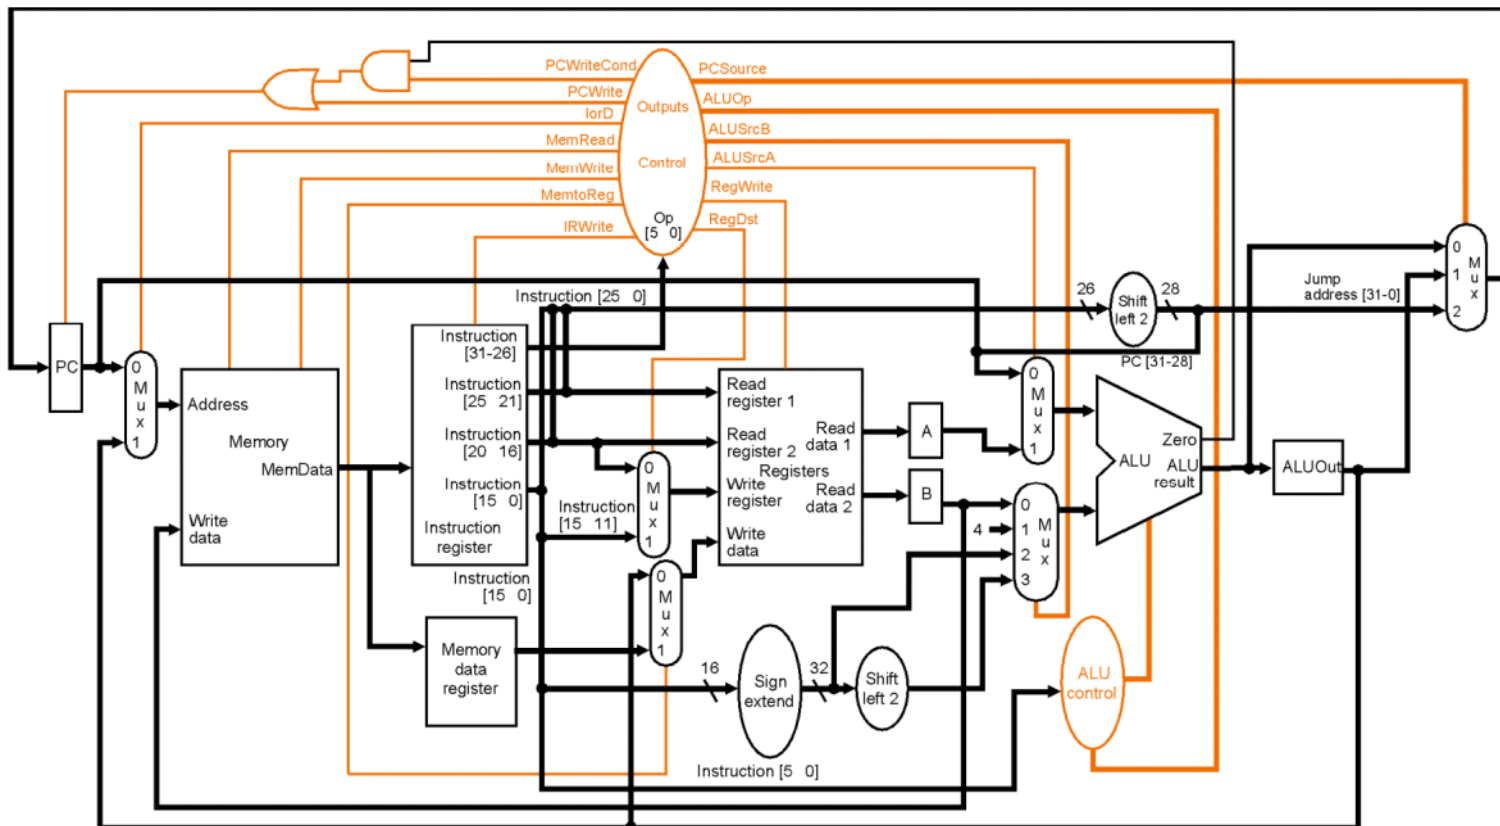 PCWriteCond
PCSource
PCWrite
Outputs
ALUOp
IorD
ALUSrcB
MemRead
Control
ALUSrcA
MemWrite
RegWrite
MemtoReg
Op
[5 0]
RegDst
IRWrite
Instruction [25 0]
26
Shift
left 2
28
Jump
address [31-0]
0
1
2
M
u
x
PC [31-28]
PC
0
M
u
x
1
Address
Memory
MemData
Write
data
Instruction
[31-26]
Instruction
[25 21]
Instruction
[20 16]
Instruction
[15 0]
Instruction
register
Instruction
[15 0]
Instruction
[15 11]
0
M
u
x
1
0
M
u
x
1
Read
register 1
Read
register 2
Registers
Write
register
Write
data
Read
data 1
Read
data 2
A
B
0
M
u
x
1
4
0
1
2
3
M
u
x
Zero
ALU
ALU
result
ALUOut
Memory
data
register
16
Sign
extend
32
Shift
left 2
ALU
control
Instruction [5 0]